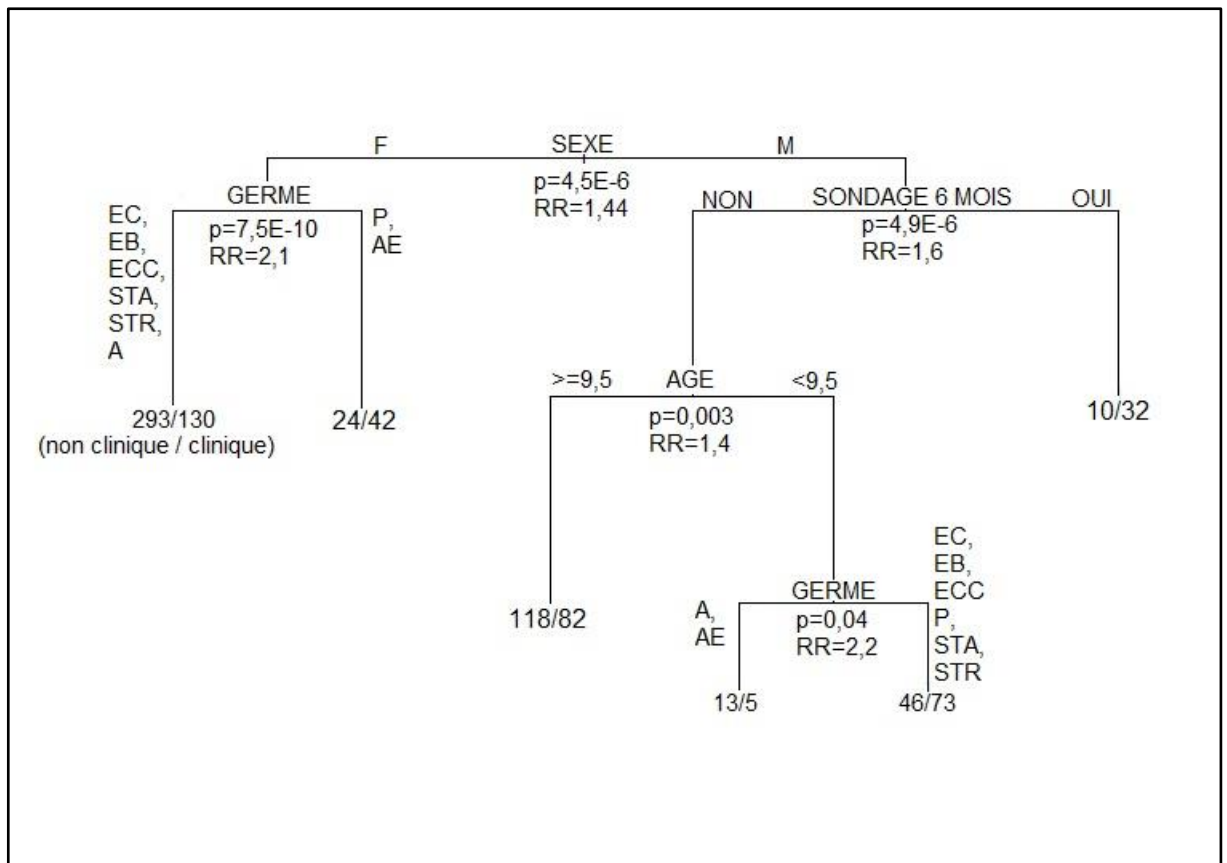 F SEXE M
p=4,5E-6
RR=1,44
GERME
p=7,5E-10
RR=2,1
EC,
EB,
ECC,
STA,
STR,
A
P,
AE
293/130
(non clinique / clinique)
24/42
NON SONDAGE 6 MOIS OUI
p=4,9E-6
RR=1,6
>=9,5 AGE <9,5
p=0,003
RR=1,4
10/32
118/82
GERME
p=0,04
RR=2,2
A,
AE
EC,
EB,
ECC
P,
STA,
STR
13/5
46/73